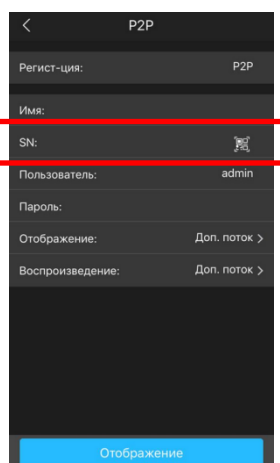 P2P
Регист-ция: P2P
Имя:
SN:
Пользователь: admin
Пароль:
Отображение: Доп. поток >
Воспроизведение: Доп. поток >
Отображение